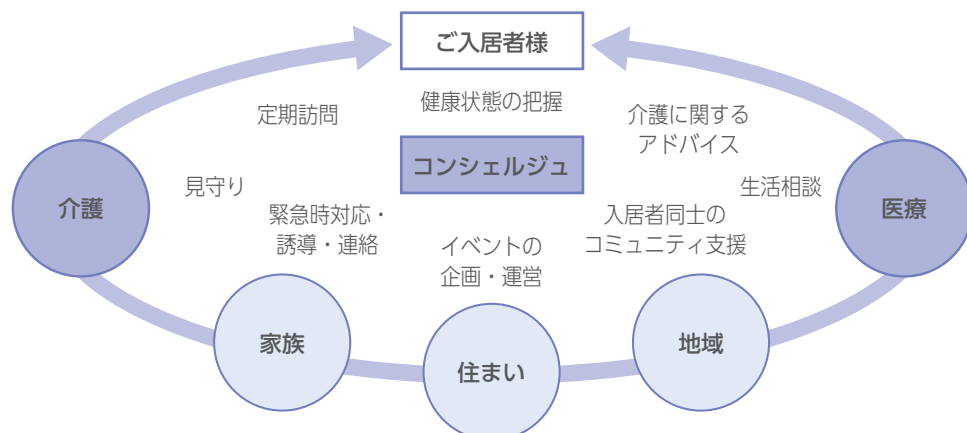 ご入居者様
健康状態の把握
定期訪問
介護に関する
アドバイス
コンシェルジュ
見守り
生活相談
介護
医療
緊急時対応・
誘導・連絡
入居者同士の
コミュニティ支援
イベントの
企画・運営
家族
住まい
地域